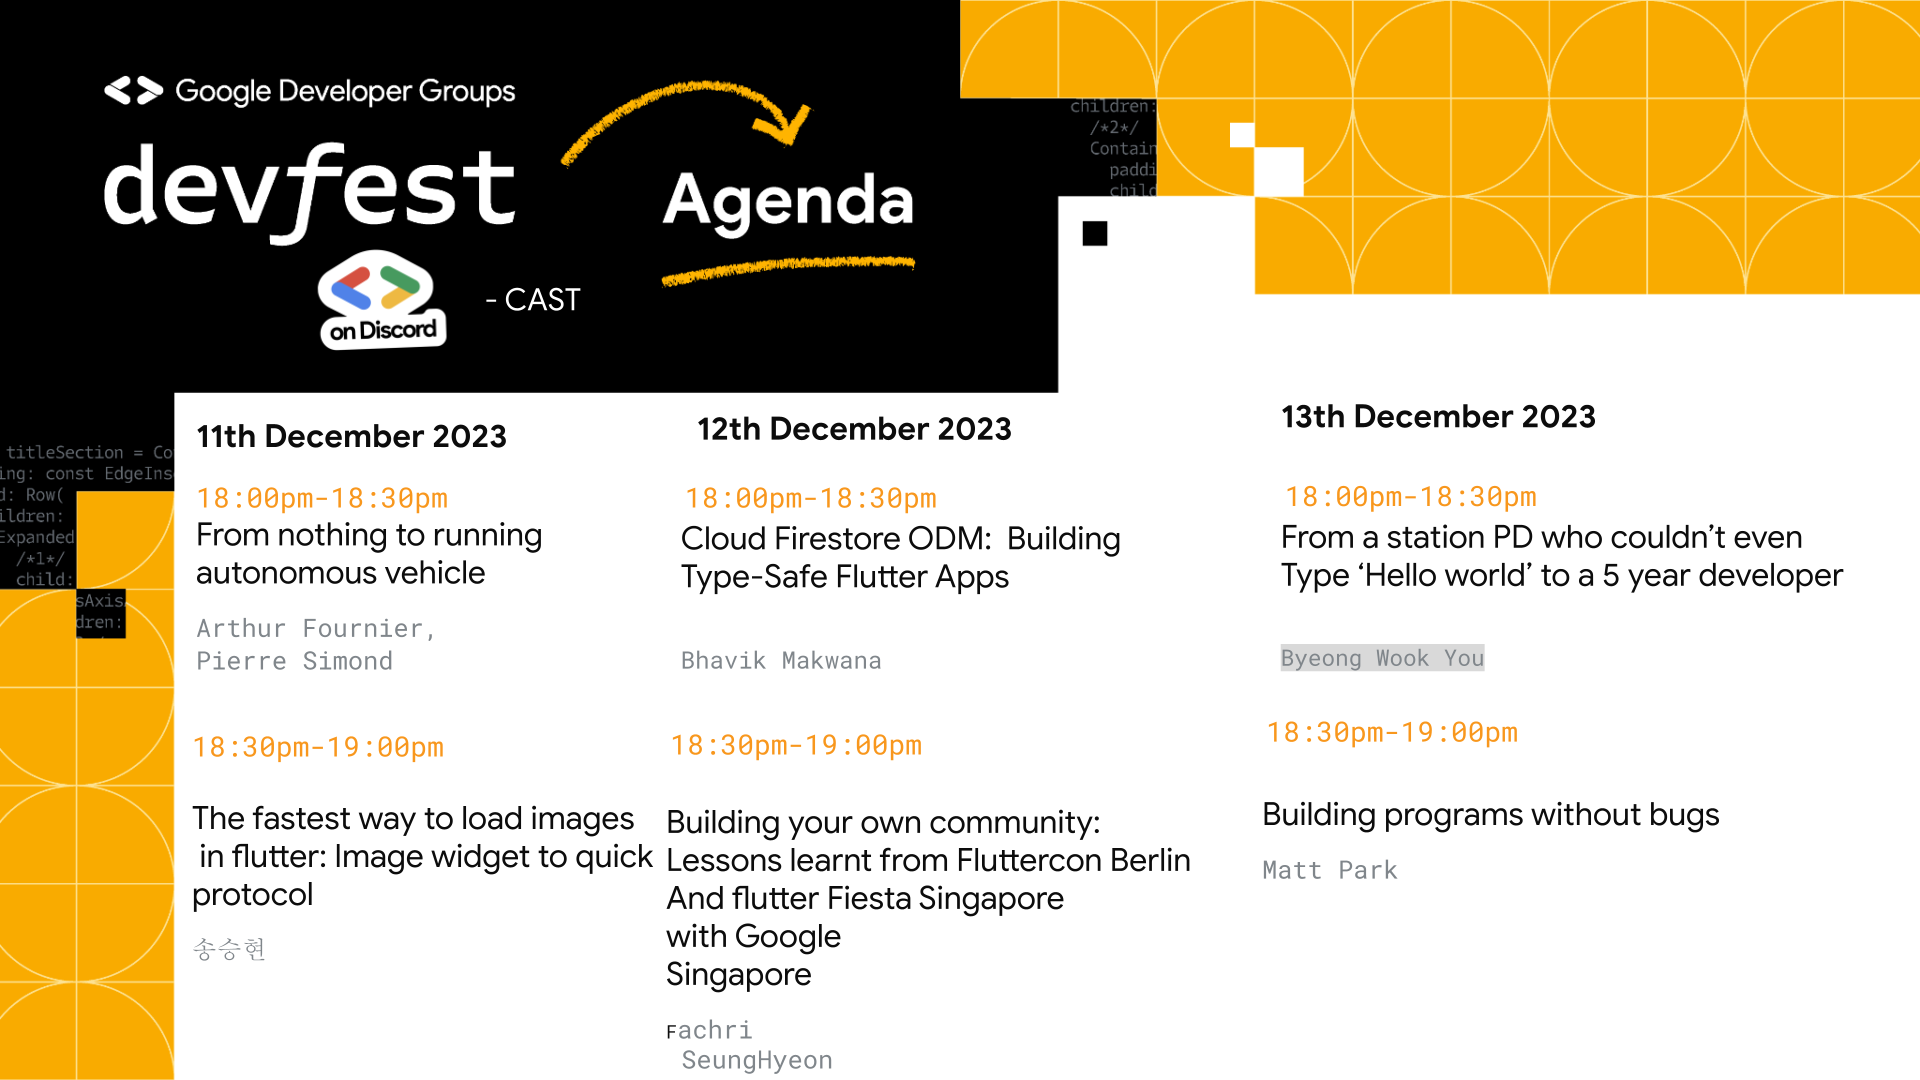 Google Developer Groups
devfest
on Discord
- CAST
Agenda
children:
/*2*/
Contain
paddi
child
titleSection = Co
ing: const EdgeIns
d: Row(
ildren:
Expanded
/*1*/
child:
sAxis
dren:
11th December 2023
18:00pm-18:30pm
From nothing to running
autonomous vehicle
Arthur Fournier,
Pierre Simond
18:30pm-19:00pm
The fastest way to load images
in flutter: Image widget to quick
protocol
송승현
12th December 2023
18:00pm-18:30pm
Cloud Firestore ODM: Building
Type-Safe Flutter Apps
Bhavik Makwana
18:30pm-19:00pm
Building your own community:
Lessons learnt from Fluttercon Berlin
And flutter Fiesta Singapore
with Google
Singapore
Fachri
SeungHyeon
13th December 2023
18:00pm-18:30pm
From a station PD who couldn’t even
Type ‘Hello world’ to a 5 year developer
Byeong Wook You
18:30pm-19:00pm
Building programs without bugs
Matt Park